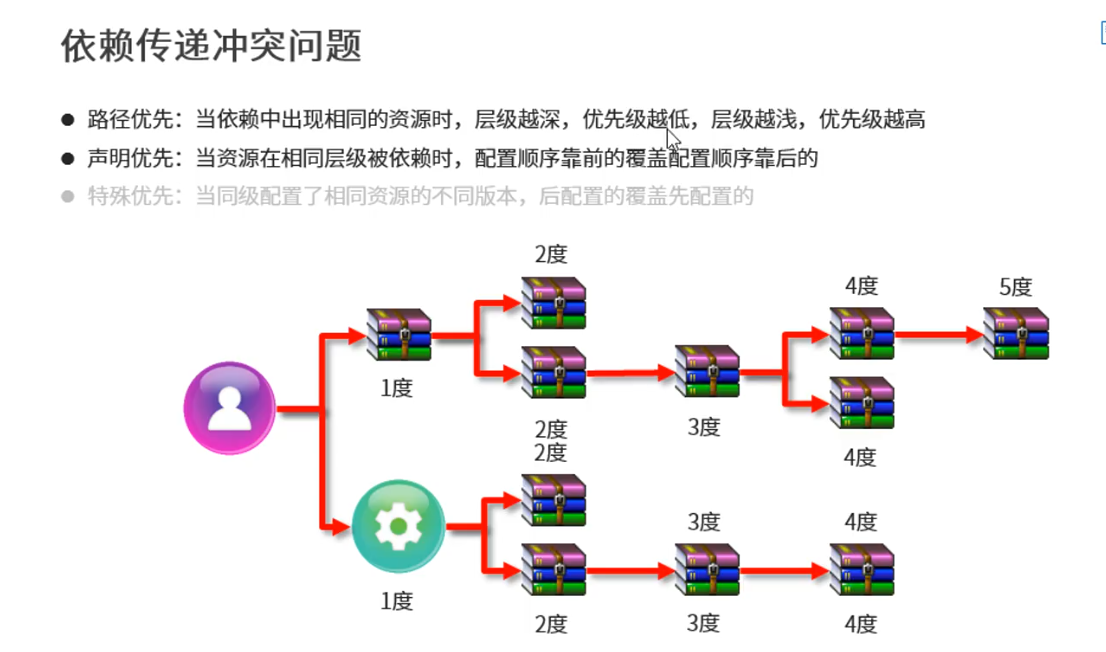 依赖传递冲突问题
● 路径优先：当依赖中出现相同的资源时，层级越深，优先级越低，层级越浅，优先级越高
● 声明优先：当资源在相同层级被依赖时，配置顺序靠前的覆盖配置顺序靠后的
● 特殊优先：当同级配置了相同资源的不同版本，后配置的覆盖先配置的
2度
4度
5度
1度
2度
3度
4度
2度
3度
4度
1度
2度
3度
4度